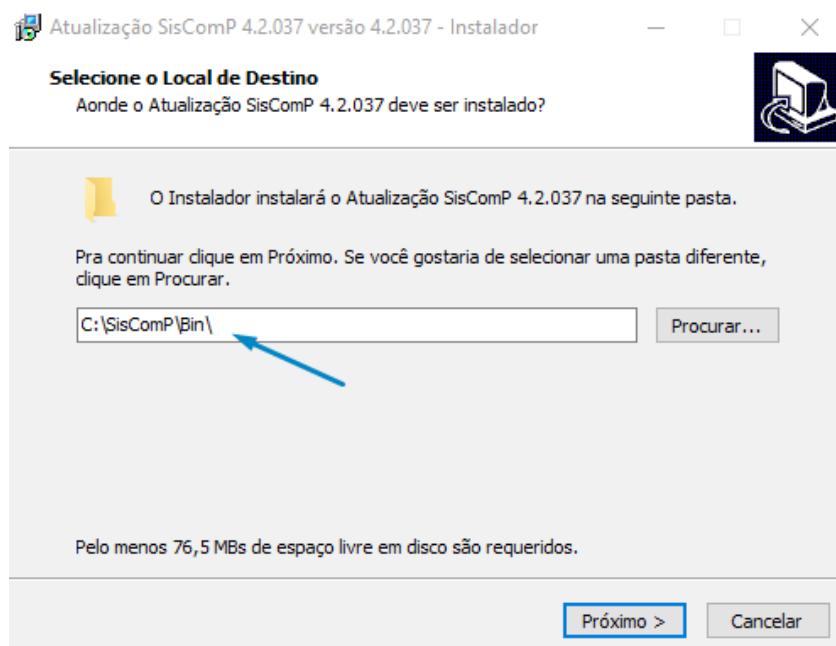 Atualização SisComP 4.2.037 versão 4.2.037 - Instalador
Selecione o Local de Destino
Aonde o Atualização SisComP 4.2.037 deve ser instalado?
O Instalador instalará o Atualização SisComP 4.2.037 na seguinte pasta.
Pra continuar clique em Próximo. Se você gostaria de selecionar uma pasta diferente,
clique em Procurar.
C:\SisComP\Bin\
Procurar...
Pelo menos 76,5 MBs de espaço livre em disco são requeridos.
Próximo >
Cancelar